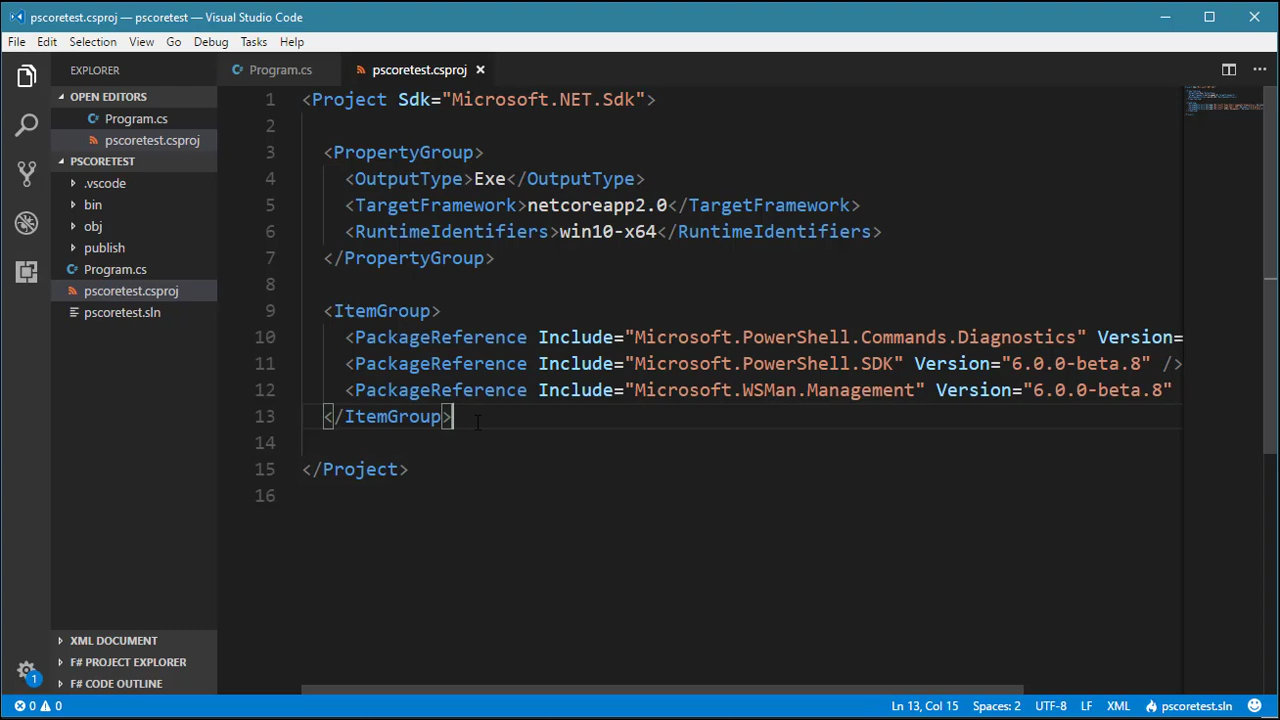 pscoretest.csproj — pscoretest — Visual Studio Code
File Edit Selection View Go Debug Tasks Help
EXPLORER
OPEN EDITORS
Program.cs
pscoretest.csproj
PSCORETEST
.vscode
bin
obj
publish
Program.cs
pscoretest.csproj
pscoretest.sln
XML DOCUMENT
F# PROJECT EXPLORER
F# CODE OUTLINE
1
Program.cs pscoretest.csproj
1 <Project Sdk="Microsoft.NET.Sdk">
2
3 <PropertyGroup>
4 <OutputType>Exe</OutputType>
5 <TargetFramework>netcoreapp2.0</TargetFramework>
6 <RuntimeIdentifiers>win10-x64</RuntimeIdentifiers>
7 </PropertyGroup>
8
9 <ItemGroup>
10 <PackageReference Include="Microsoft.PowerShell.Commands.Diagnostics" Version=
11 <PackageReference Include="Microsoft.PowerShell.SDK" Version="6.0.0-beta.8" />
12 <PackageReference Include="Microsoft.WSMan.Management" Version="6.0.0-beta.8"
13 </ItemGroup>
14
15 </Project>
16
0 0 Ln 13, Col 15 Spaces: 2 UTF-8 LF XML pscoretest.sln